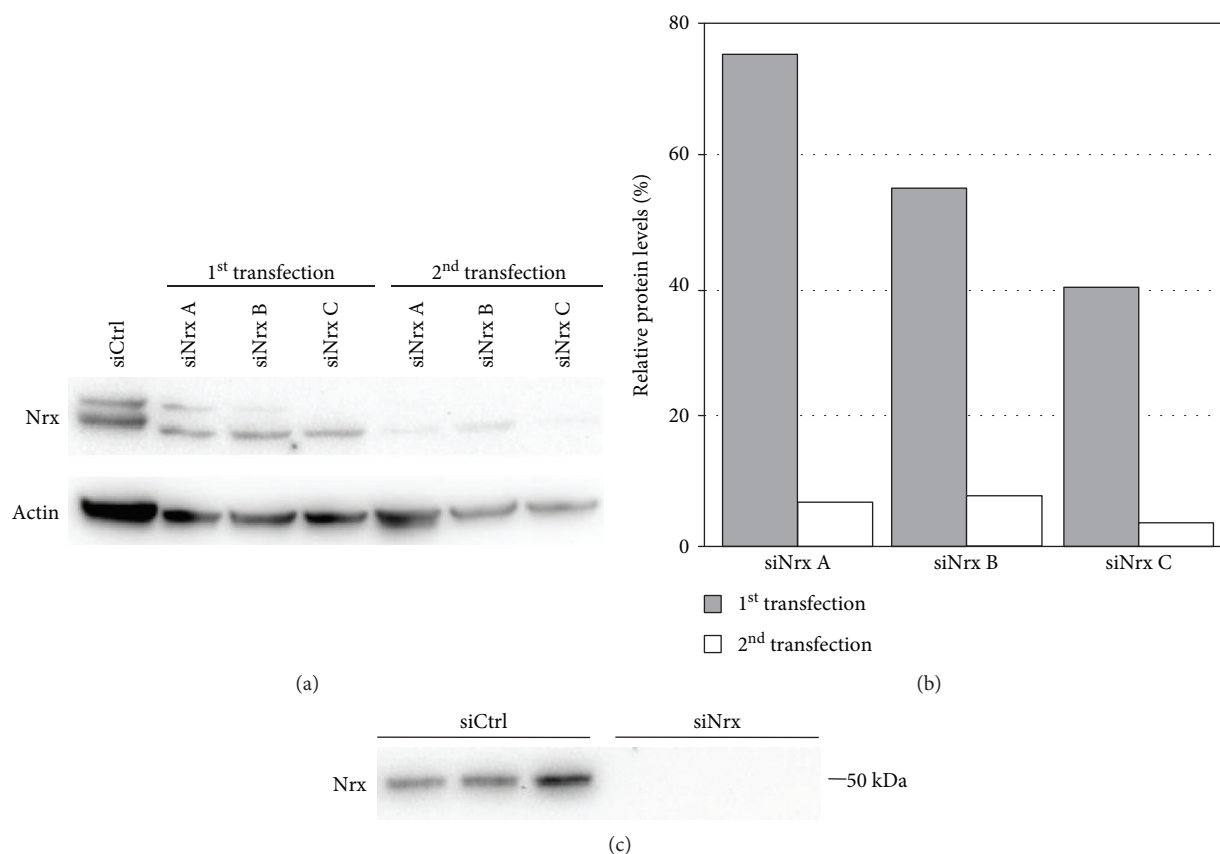 1st transfection
2nd transfection
siCtrl
siNrx A
siNrx B
siNrx C
siNrx A
siNrx B
siNrx C
Nrx
Actin
(a)
Relative protein levels (%)
80
60
40
20
0
siNrx A
siNrx B
siNrx C
1st transfection
2nd transfection
(b)
siCtrl
siNrx
Nrx
50 kDa
(c)